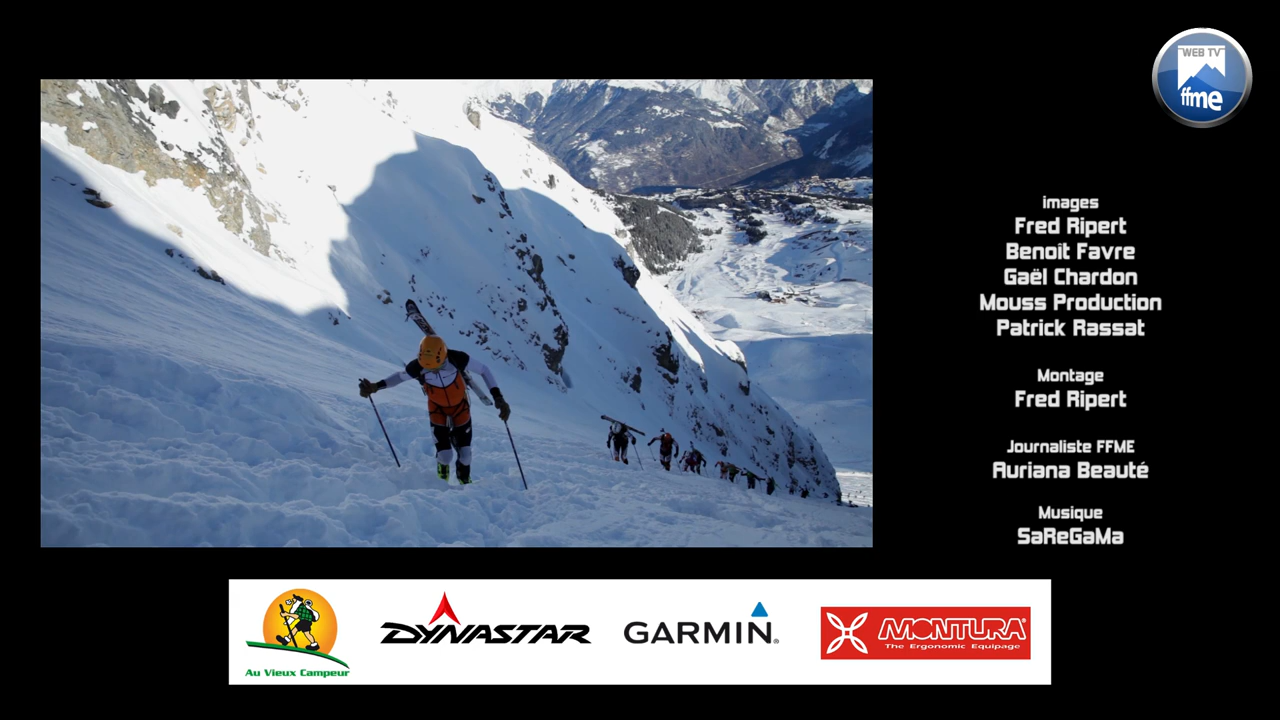 WEB TV
ffme
images
Fred Ripert
Benoît Favre
Gaël Chardon
Mouss Production
Patrick Rassat
Montage
Fred Ripert
Journaliste FFME
Auriana Beauté
Musique
SaReGaMa
Au Vieux Campeur
DYNASTAR
GARMIN
MONTURA
The Ergonomic Equipage